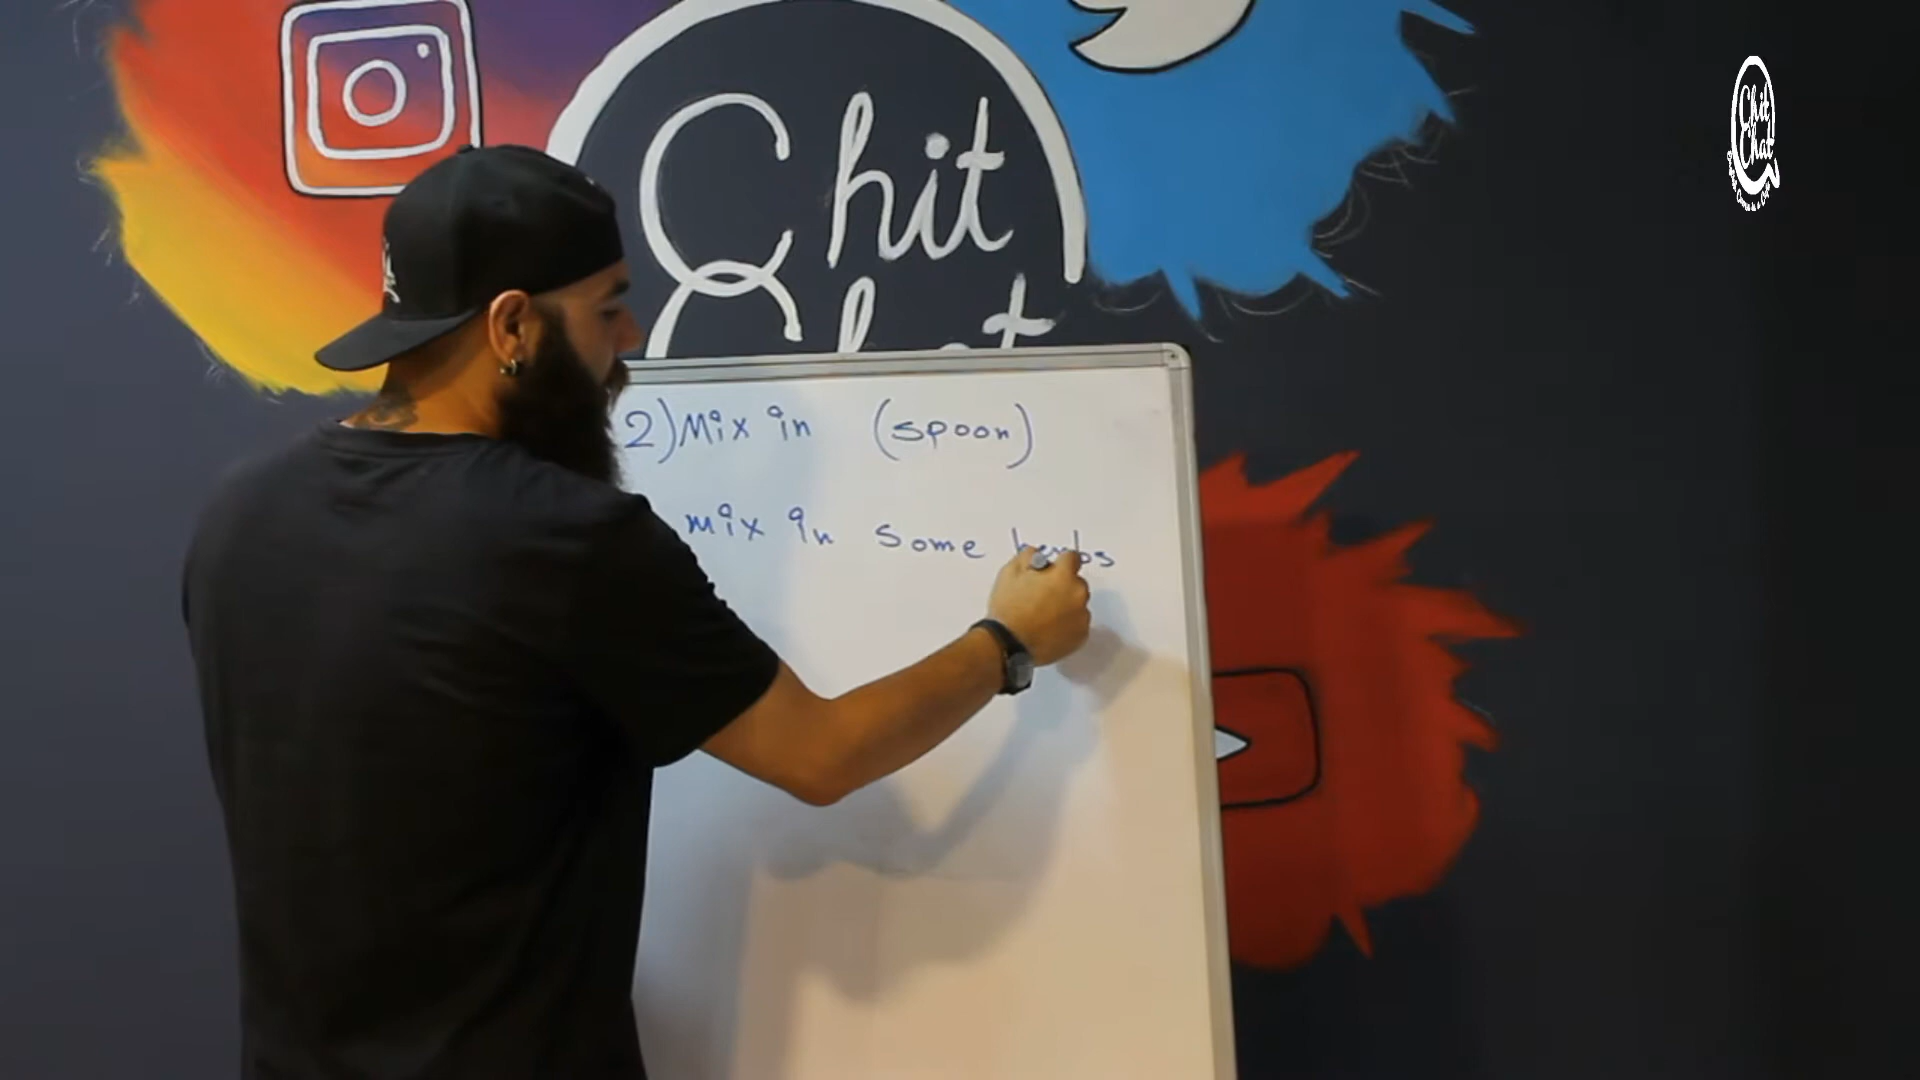 Chit
Chat
2) Mix in (spoon)
mix in some herbs
Chit
Chat